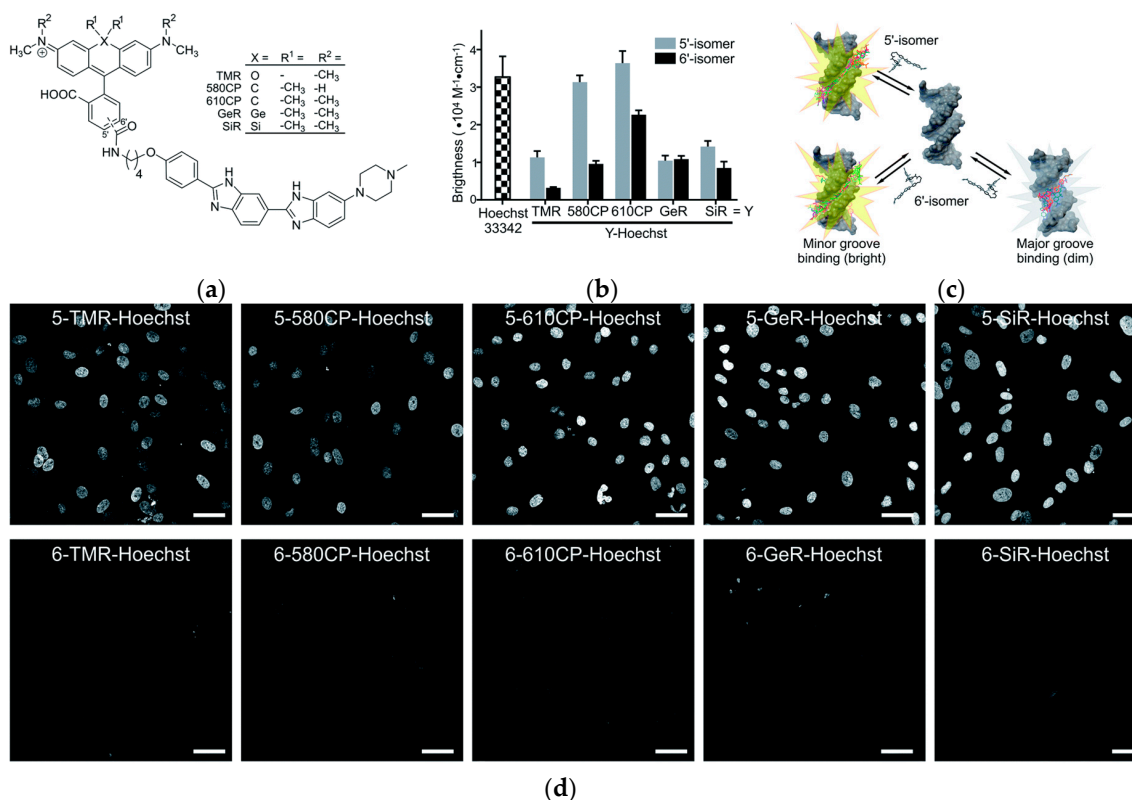 R² R¹ R¹ R²
H₃C N X N CH₃
HOOC
6'
5' O
HN ( )₄ O
H N N
H N N
N N
X = R¹ = R² =
TMR O - -CH₃
580CP C -CH₃ -H
610CP C -CH₃ -CH₃
GeR Ge -CH₃ -CH₃
SiR Si -CH₃ -CH₃
(a)
Brigthness ( •10⁴ M⁻¹•cm⁻¹)
4
3
2
1
0
5'-isomer
6'-isomer
Hoechst
33342
TMR 580CP 610CP GeR SiR = Y
Y-Hoechst
(b)
5'-isomer
6'-isomer
Minor groove
binding (bright)
Major groove
binding (dim)
(c)
5-TMR-Hoechst 5-580CP-Hoechst 5-610CP-Hoechst 5-GeR-Hoechst 5-SiR-Hoechst
6-TMR-Hoechst 6-580CP-Hoechst 6-610CP-Hoechst 6-GeR-Hoechst 6-SiR-Hoechst
(d)